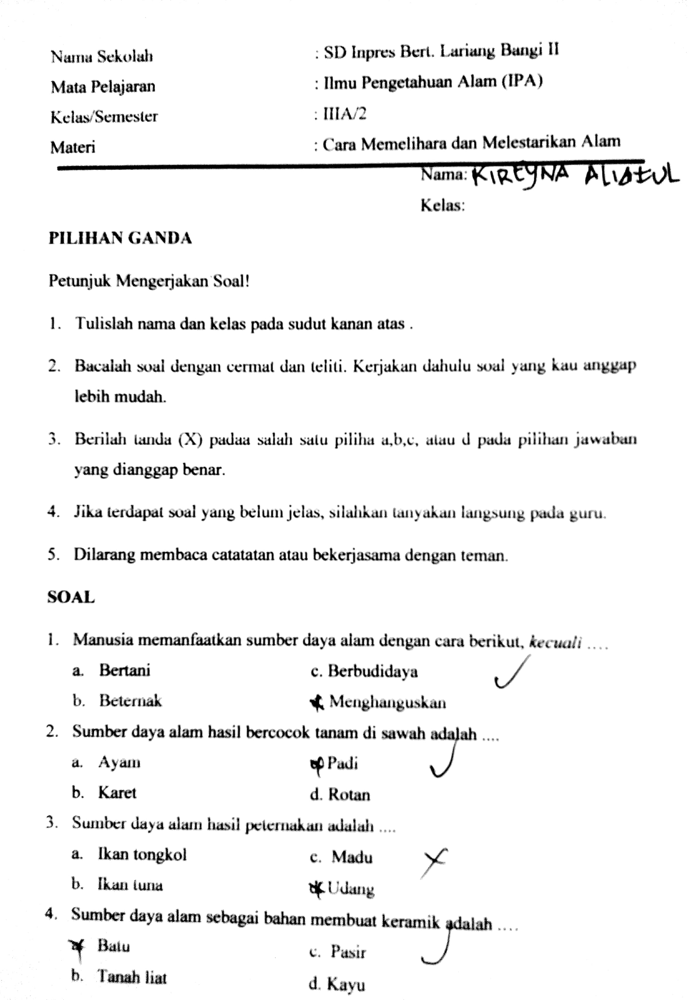 Nama Sekolah : SD Inpres Bert. Lariang Bangi II
Mata Pelajaran : Ilmu Pengetahuan Alam (IPA)
Kelas/Semester : IIIA/2
Materi : Cara Memelihara dan Melestarikan Alam
Nama: KIREYNA
Kelas:
PILIHAN GANDA
Petunjuk Mengerjakan Soal!
1. Tulislah nama dan kelas pada sudut kanan atas .
2. Bacalah soal dengan cermat dan teliti. Kerjakan dahulu soal yang kau anggap
lebih mudah.
3. Berilah tanda (X) padaa salah satu piliha a,b,c, atau d pada pilihan jawaban
yang dianggap benar.
4. Jika terdapat soal yang belum jelas, silahkan tanyakan langsung pada guru.
5. Dilarang membaca catatatan atau bekerjasama dengan teman.
SOAL
1. Manusia memanfaatkan sumber daya alam dengan cara berikut, kecuali ....
a. Bertani c. Berbudidaya
b. Beternak Menghanguskan
2. Sumber daya alam hasil bercocok tanam di sawah adalah ....
a. Ayam Padi
b. Karet d. Rotan
3. Sumber daya alam hasil peternakan adalah ....
a. Ikan tongkol c. Madu
b. Ikan tuna Udang
4. Sumber daya alam sebagai bahan membuat keramik adalah ....
Batu c. Pasir
b. Tanah liat d. Kayu